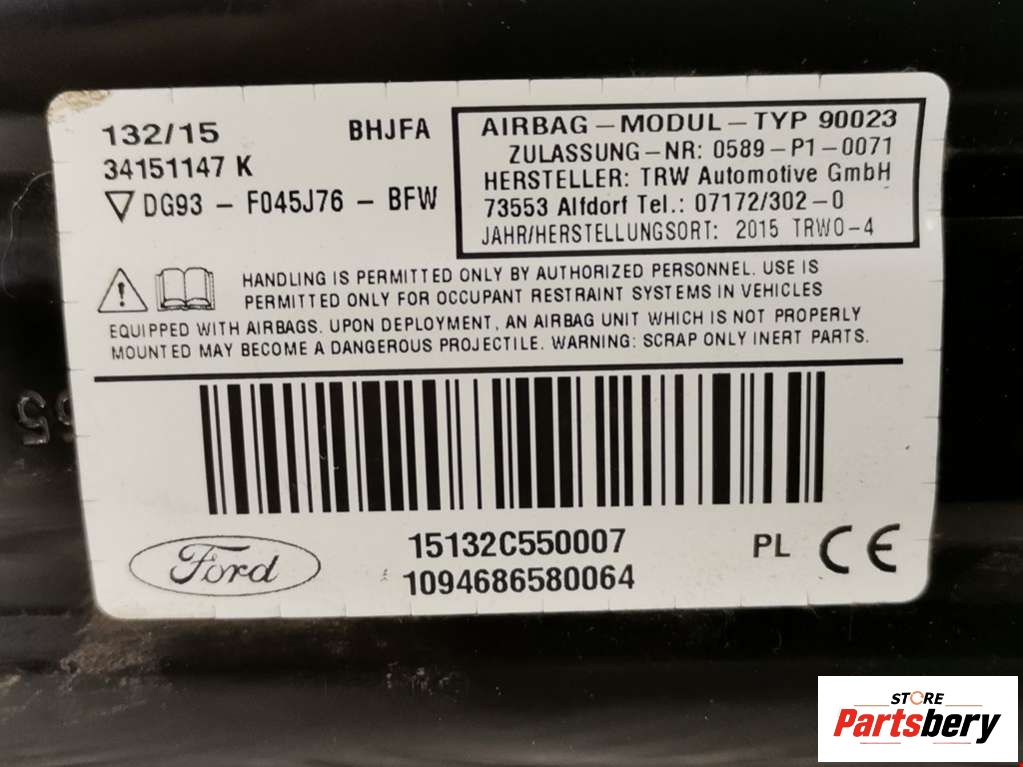 132/15 BHJFA
34151147 K
DG93 - F045J76 - BFW
AIRBAG-MODUL-TYP 90023
ZULASSUNG-NR: 0589-P1-0071
HERSTELLER: TRW Automotive GmbH
73553 Alfdorf Tel.: 07172/302-0
JAHR/HERSTELLUNGSORT: 2015 TRWO-4
HANDLING IS PERMITTED ONLY BY AUTHORIZED PERSONNEL. USE IS
PERMITTED ONLY FOR OCCUPANT RESTRAINT SYSTEMS IN VEHICLES
EQUIPPED WITH AIRBAGS. UPON DEPLOYMENT, AN AIRBAG UNIT WHICH IS NOT PROPERLY
MOUNTED MAY BECOME A DANGEROUS PROJECTILE. WARNING: SCRAP ONLY INERT PARTS.
55
15132C550007
1094686580064
Ford
PL CE
STORE
Partsbery